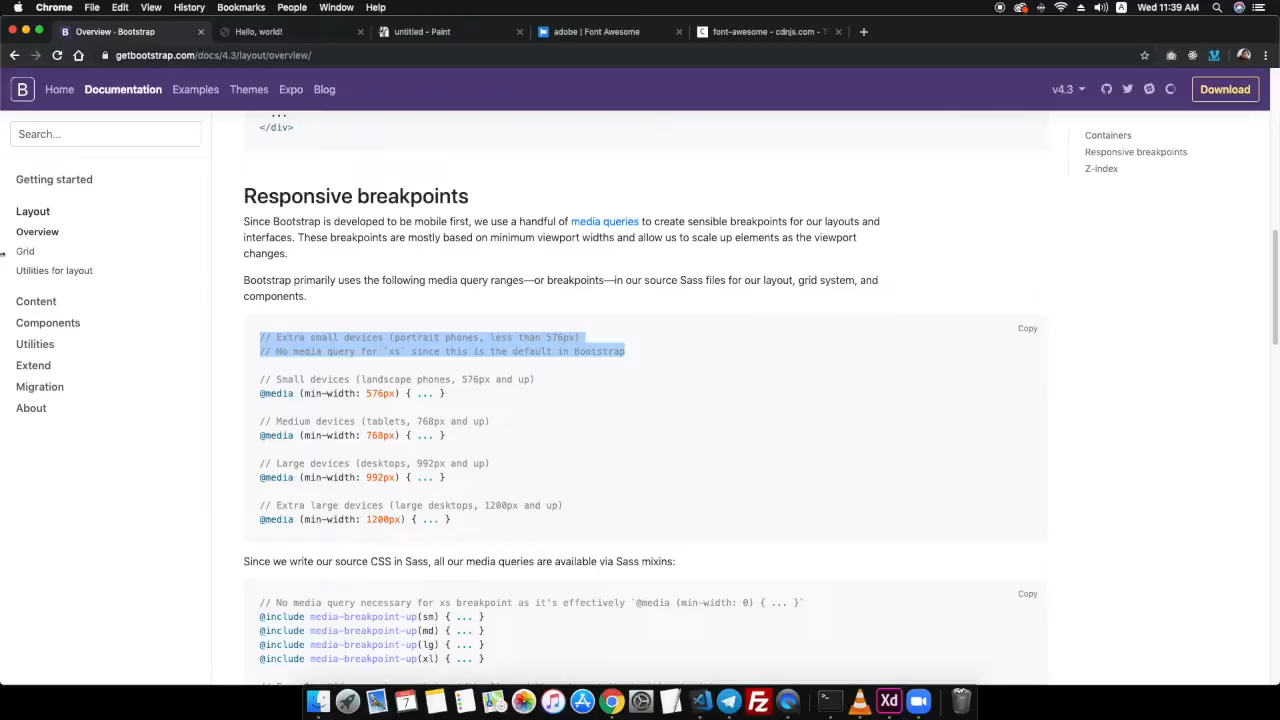 Chrome File Edit View History Bookmarks People Window Help
A Wed 11:39 AM
B Overview · Bootstrap × Hello, world! × untitled - Paint × adobe | Font Awesome × C font-awesome - cdnjs.com - × +
getbootstrap.com/docs/4.3/layout/overview/
B Home Documentation Examples Themes Expo Blog v4.3 Download
Search...
Getting started
Layout
Overview
Grid
Utilities for layout
Content
Components
Utilities
Extend
Migration
About
...
</div>
Responsive breakpoints
Since Bootstrap is developed to be mobile first, we use a handful of media queries to create sensible breakpoints for our layouts and
interfaces. These breakpoints are mostly based on minimum viewport widths and allow us to scale up elements as the viewport
changes.
Bootstrap primarily uses the following media query ranges—or breakpoints—in our source Sass files for our layout, grid system, and
components.
Copy
// Extra small devices (portrait phones, less than 576px)
// No media query for `xs` since this is the default in Bootstrap
// Small devices (landscape phones, 576px and up)
@media (min-width: 576px) { ... }
// Medium devices (tablets, 768px and up)
@media (min-width: 768px) { ... }
// Large devices (desktops, 992px and up)
@media (min-width: 992px) { ... }
// Extra large devices (large desktops, 1200px and up)
@media (min-width: 1200px) { ... }
Since we write our source CSS in Sass, all our media queries are available via Sass mixins:
Copy
// No media query necessary for xs breakpoint as it's effectively `@media (min-width: 0) { ... }`
@include media-breakpoint-up(sm) { ... }
@include media-breakpoint-up(md) { ... }
@include media-breakpoint-up(lg) { ... }
@include media-breakpoint-up(xl) { ... }
Containers
Responsive breakpoints
Z-index
7
FZ
Xd